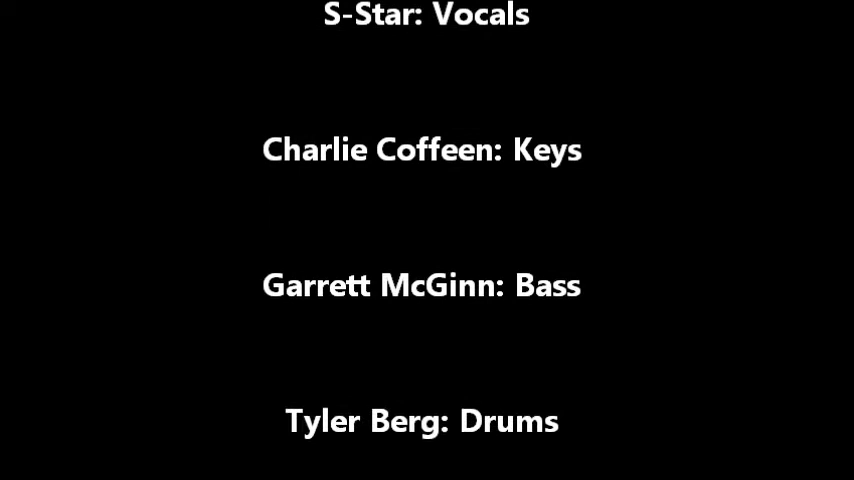 S-Star: Vocals
Charlie Coffeen: Keys
Garrett McGinn: Bass
Tyler Berg: Drums